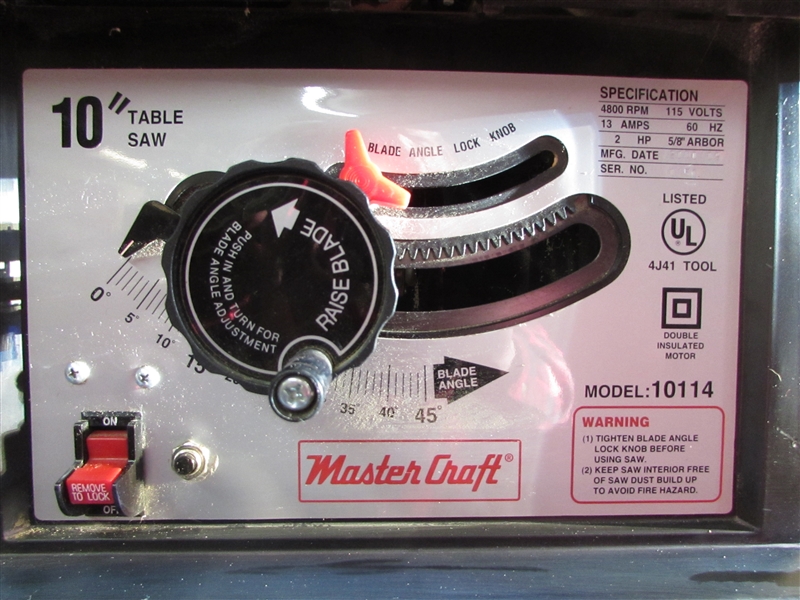 10"
TABLE
SAW
BLADE ANGLE LOCK KNOB
SPECIFICATION
4800 RPM 115 VOLTS
13 AMPS 60 HZ
2 HP 5/8" ARBOR
MFG. DATE
SER. NO.
LISTED
UL
4J41 TOOL
DOUBLE
INSULATED
MOTOR
MODEL:10114
RAISE BLADE
PUSH IN AND TURN FOR
BLADE ANGLE ADJUSTMENT
0° 5° 10° 15 35° 40° 45°
BLADE
ANGLE
ON
REMOVE
TO LOCK
Master Craft®
WARNING
(1) TIGHTEN BLADE ANGLE
LOCK KNOB BEFORE
USING SAW.
(2) KEEP SAW INTERIOR FREE
OF SAW DUST BUILD UP
TO AVOID FIRE HAZARD.